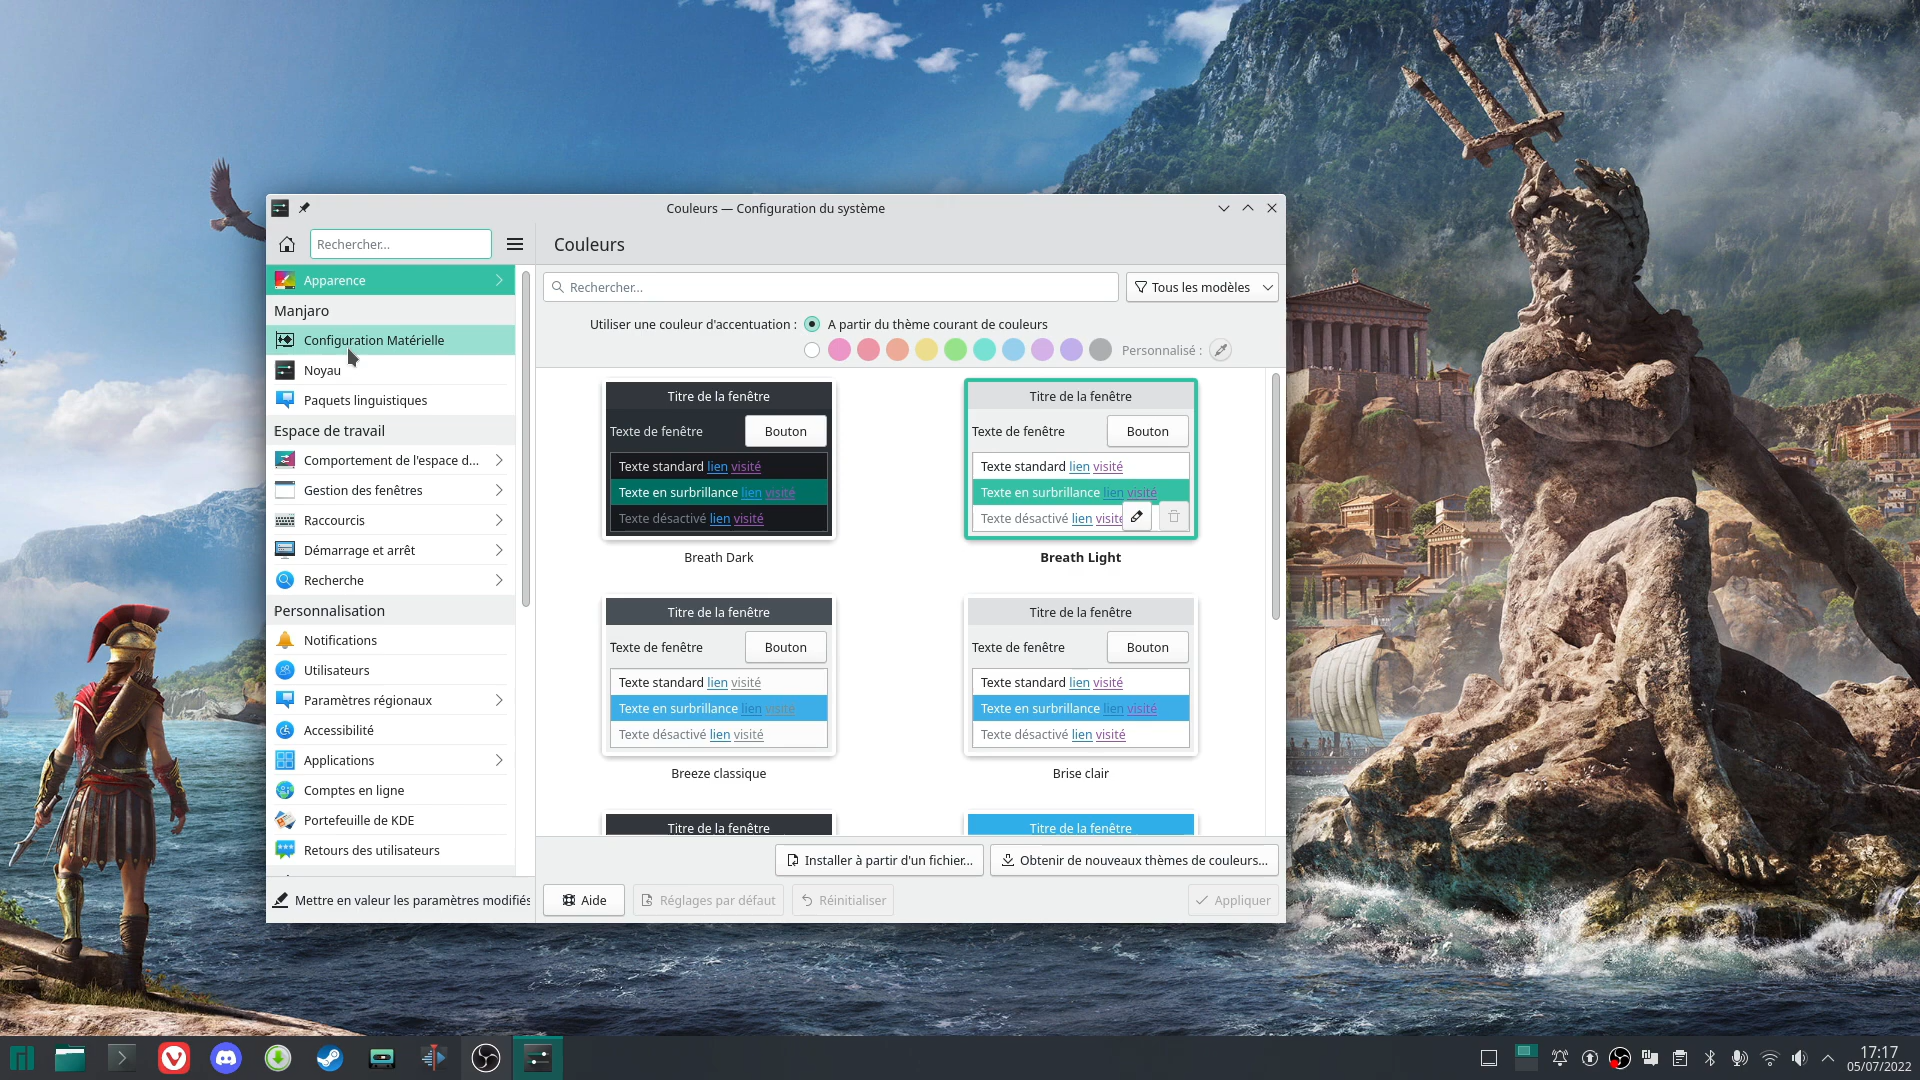 Couleurs — Configuration du système
Rechercher...
Couleurs
Apparence
Manjaro
Configuration Matérielle
Noyau
Paquets linguistiques
Espace de travail
Comportement de l'espace d...
Gestion des fenêtres
Raccourcis
Démarrage et arrêt
Recherche
Personnalisation
Notifications
Utilisateurs
Paramètres régionaux
Accessibilité
Applications
Comptes en ligne
Portefeuille de KDE
Retours des utilisateurs
Mettre en valeur les paramètres modifiés
Rechercher...
Tous les modèles
Utiliser une couleur d'accentuation :
A partir du thème courant de couleurs
Personnalisé :
Titre de la fenêtre
Texte de fenêtre
Bouton
Texte standard lien visité
Texte en surbrillance lien visité
Texte désactivé lien visité
Breath Dark
Titre de la fenêtre
Texte de fenêtre
Bouton
Texte standard lien visité
Texte en surbrillance lien visité
Texte désactivé lien visité
Breath Light
Titre de la fenêtre
Texte de fenêtre
Bouton
Texte standard lien visité
Texte en surbrillance lien visité
Texte désactivé lien visité
Breeze classique
Titre de la fenêtre
Texte de fenêtre
Bouton
Texte standard lien visité
Texte en surbrillance lien visité
Texte désactivé lien visité
Brise clair
Titre de la fenêtre
Titre de la fenêtre
Installer à partir d'un fichier...
Obtenir de nouveaux thèmes de couleurs...
Aide
Réglages par défaut
Réinitialiser
Appliquer
17:17
05/07/2022